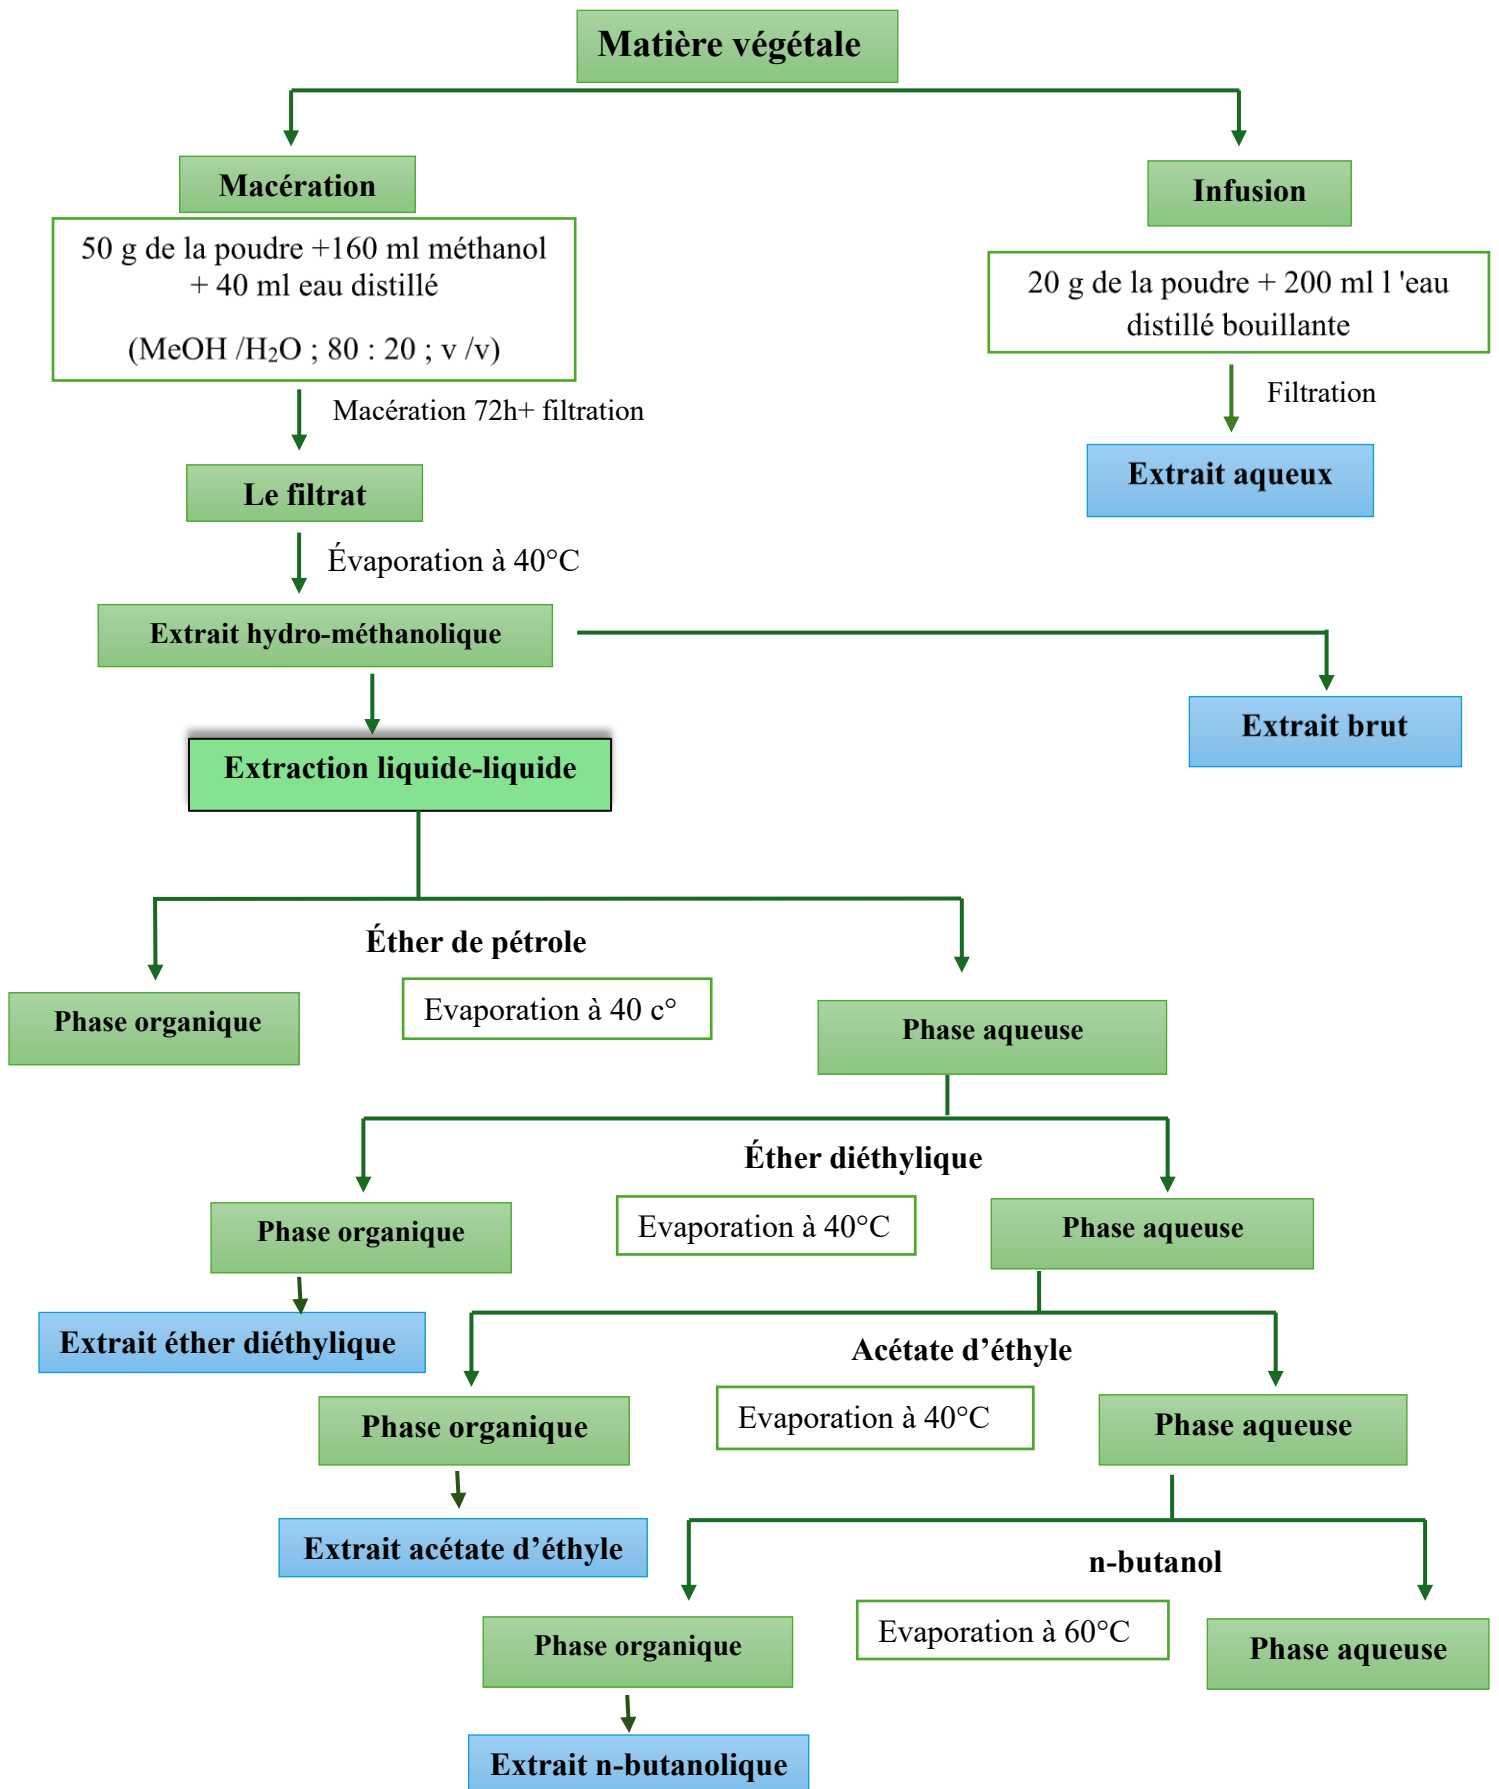 Matière végétale
Macération
Infusion
50 g de la poudre +160 ml méthanol
+ 40 ml eau distillé
(MeOH /H₂O ; 80 : 20 ; v /v)
20 g de la poudre + 200 ml l 'eau
distillé bouillante
Macération 72h+ filtration
Filtration
Le filtrat
Extrait aqueux
Évaporation à 40°C
Extrait hydro-méthanolique
Extrait brut
Extraction liquide-liquide
Éther de pétrole
Evaporation à 40 c°
Phase organique
Phase aqueuse
Éther diéthylique
Evaporation à 40°C
Phase organique
Phase aqueuse
Extrait éther diéthylique
Acétate d’éthyle
Evaporation à 40°C
Phase organique
Phase aqueuse
Extrait acétate d’éthyle
n-butanol
Evaporation à 60°C
Phase organique
Phase aqueuse
Extrait n-butanolique